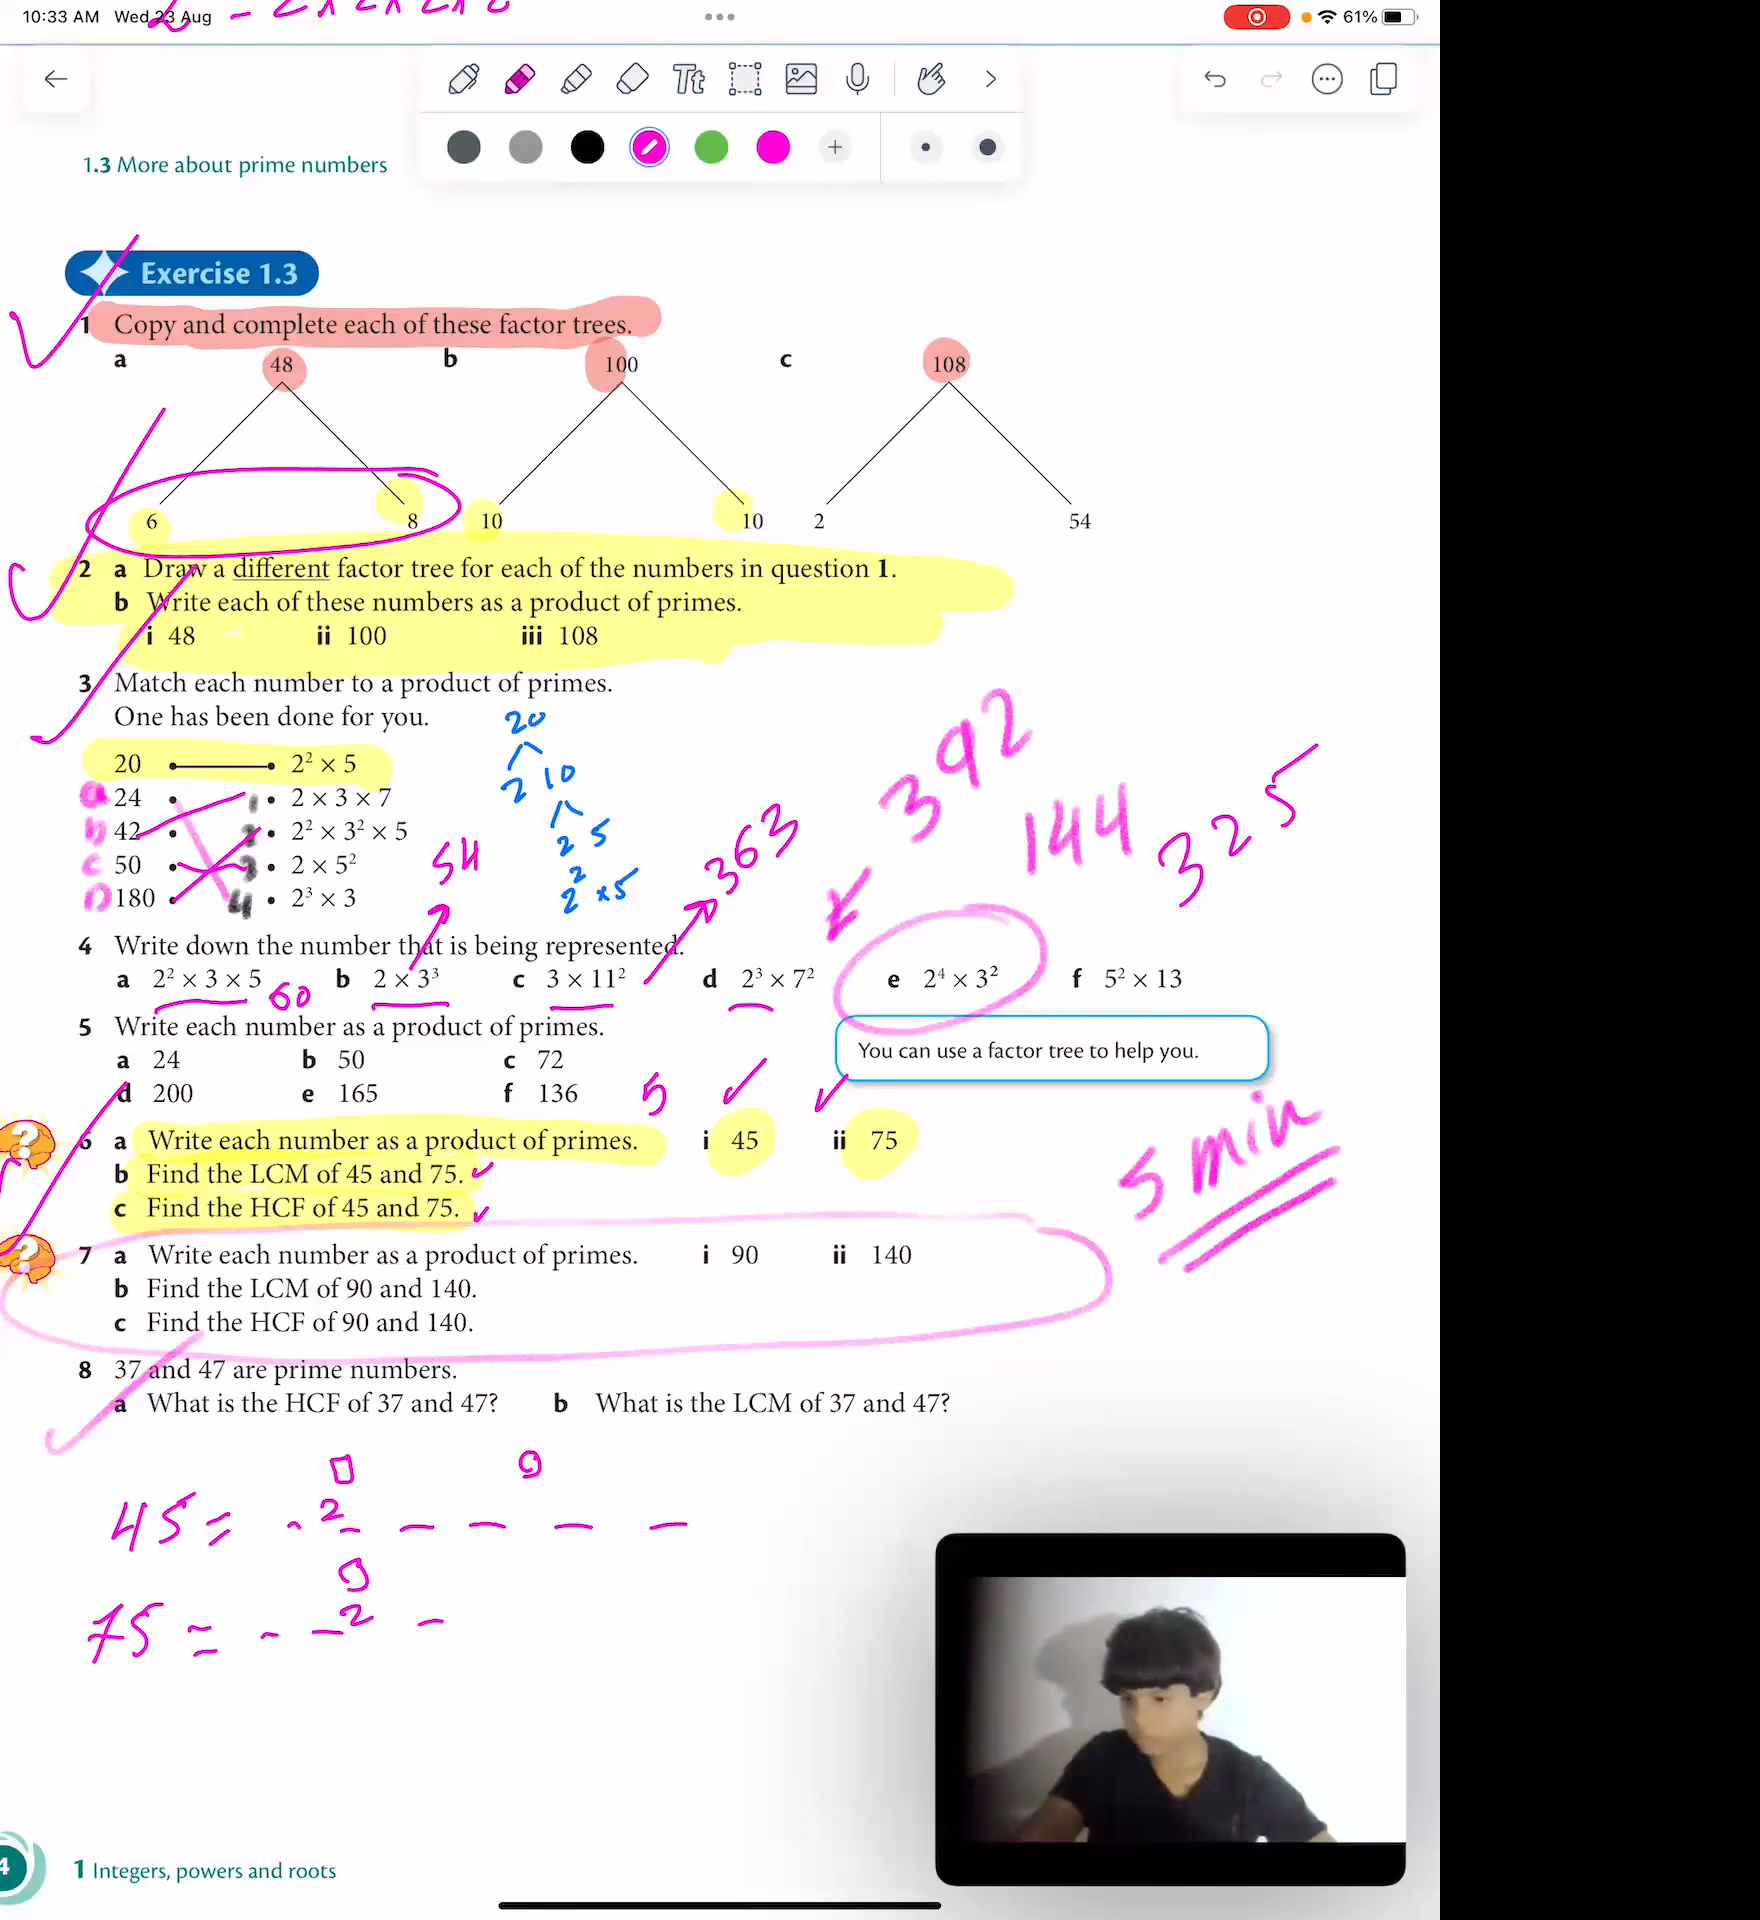 10:33 AM Wed 23 Aug
61%
Tt
1.3 More about prime numbers
Exercise 1.3
1 Copy and complete each of these factor trees.
a 48 b 100 c 108
6 8 10 10 2 54
2 a Draw a different factor tree for each of the numbers in question 1.
b Write each of these numbers as a product of primes.
i 48 ii 100 iii 108
3 Match each number to a product of primes.
One has been done for you.
20 2² × 5
a 24 1 2 × 3 × 7
b 42 2 2² × 3² × 5
c 50 3 2 × 5²
D 180 4 2³ × 3
20
2 10
2 5
2² × 5
54
363
392
144
325
4 Write down the number that is being represented.
a 2² × 3 × 5 60 b 2 × 3³ c 3 × 11² d 2³ × 7² e 2⁴ × 3² f 5² × 13
5 Write each number as a product of primes.
You can use a factor tree to help you.
a 24 b 50 c 72
d 200 e 165 f 136
5
6 a Write each number as a product of primes. i 45 ii 75
b Find the LCM of 45 and 75.
c Find the HCF of 45 and 75.
5 min
7 a Write each number as a product of primes. i 90 ii 140
b Find the LCM of 90 and 140.
c Find the HCF of 90 and 140.
8 37 and 47 are prime numbers.
a What is the HCF of 37 and 47? b What is the LCM of 37 and 47?
45 = - 2 - - - -
75 = - - 2 -
4 1 Integers, powers and roots